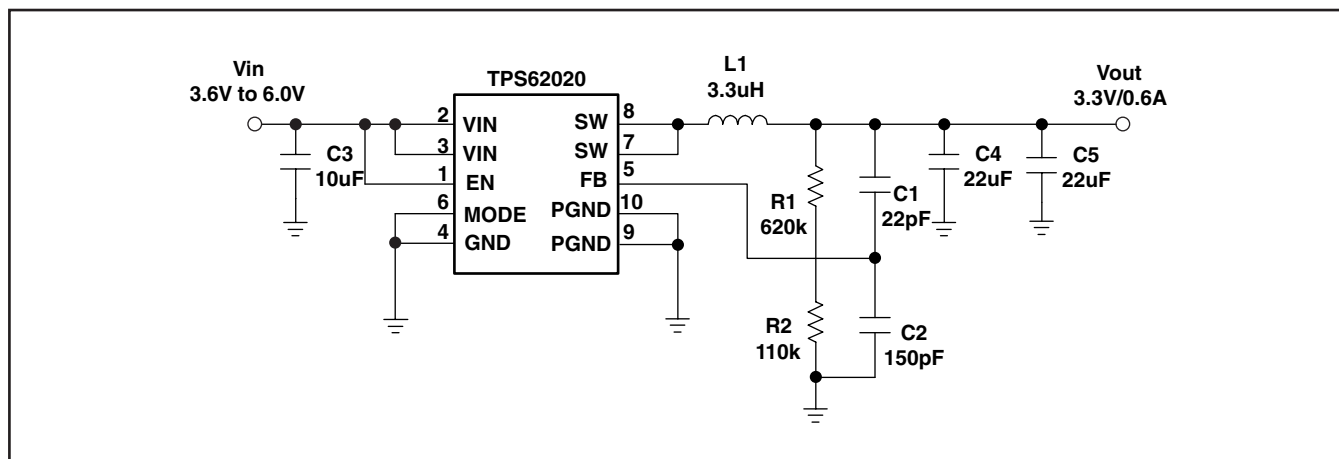 Vin
3.6V to 6.0V
TPS62020
L1
3.3uH
Vout
3.3V/0.6A
C3
10uF
2
3
1
6
4
VIN
VIN
EN
MODE
GND
SW
SW
FB
PGND
PGND
8
7
5
10
9
R1
620k
C1
22pF
C4
22uF
C5
22uF
R2
110k
C2
150pF